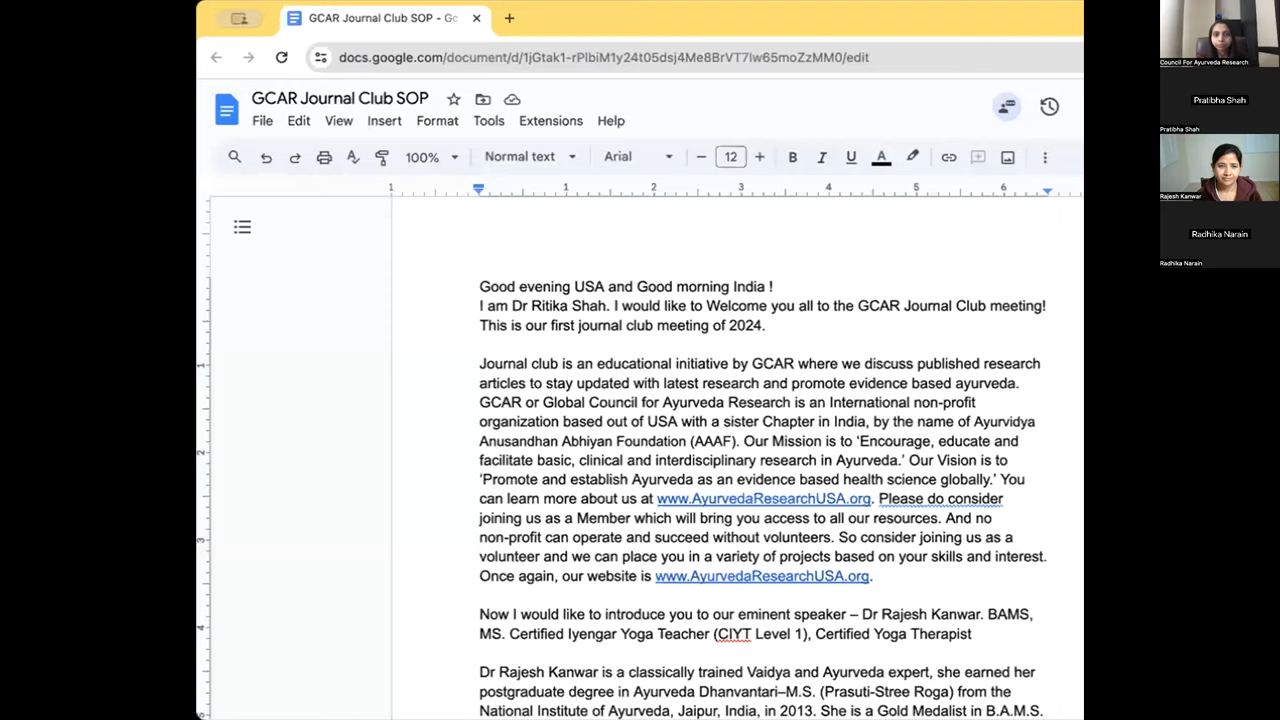 GCAR Journal Club SOP - Gc
docs.google.com/document/d/1jGtak1-rPlbiM1y24t05dsj4Me8BrVT7lw65moZzMM0/edit
GCAR Journal Club SOP
File Edit View Insert Format Tools Extensions Help
100% Normal text Arial 12
1 1 2 3 4 5 6
Good evening USA and Good morning India !
I am Dr Ritika Shah. I would like to Welcome you all to the GCAR Journal Club meeting!
This is our first journal club meeting of 2024.
Journal club is an educational initiative by GCAR where we discuss published research
articles to stay updated with latest research and promote evidence based ayurveda.
GCAR or Global Council for Ayurveda Research is an International non-profit
organization based out of USA with a sister Chapter in India, by the name of Ayurvidya
Anusandhan Abhiyan Foundation (AAAF). Our Mission is to ‘Encourage, educate and
facilitate basic, clinical and interdisciplinary research in Ayurveda.’ Our Vision is to
‘Promote and establish Ayurveda as an evidence based health science globally.’ You
can learn more about us at www.AyurvedaResearchUSA.org. Please do consider
joining us as a Member which will bring you access to all our resources. And no
non-profit can operate and succeed without volunteers. So consider joining us as a
volunteer and we can place you in a variety of projects based on your skills and interest.
Once again, our website is www.AyurvedaResearchUSA.org.
Now I would like to introduce you to our eminent speaker – Dr Rajesh Kanwar. BAMS,
MS. Certified Iyengar Yoga Teacher (CIYT Level 1), Certified Yoga Therapist
Dr Rajesh Kanwar is a classically trained Vaidya and Ayurveda expert, she earned her
postgraduate degree in Ayurveda Dhanvantari–M.S. (Prasuti-Stree Roga) from the
National Institute of Ayurveda, Jaipur, India, in 2013. She is a Gold Medalist in B.A.M.S.
1
2
3
4
5
Council For Ayurveda Research
Pratibha Shah
Pratibha Shah
Rajesh Kanwar
Radhika Narain
Radhika Narain